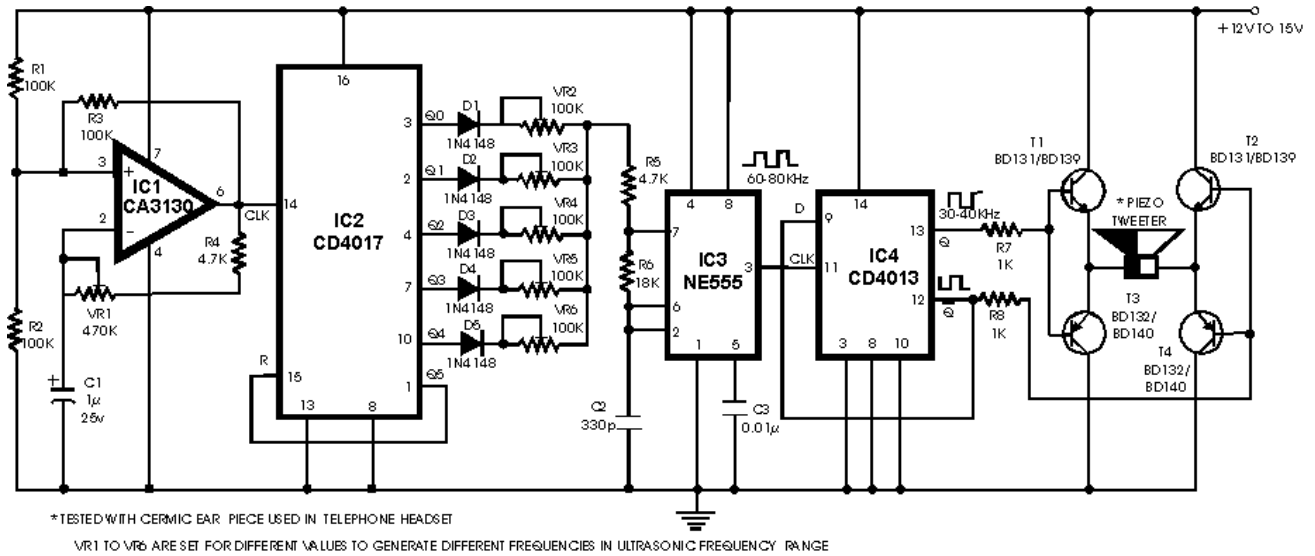 +12V TO 15V
R1
100K
R3
100K
3
+
7
IC1
CA3130
6
2
−
4
R4
4.7K
VR1
470K
R2
100K
+
C1
1µ
25v
CLK
14
16
IC2
CD4017
3
Q0
2
Q1
4
Q2
7
Q3
10
Q4
1
Q5
R
15
13
8
D1
1N4148
D2
1N4148
D3
1N4148
D4
1N4148
D5
1N4148
VR2
100K
VR3
100K
VR4
100K
VR5
100K
VR6
100K
R5
4.7K
R6
18K
C2
330p
4
8
7
IC3
NE555
3
6
2
1
5
C3
0.01µ
60-80KHz
D
9
CLK
11
14
IC4
CD4013
13
Q
12
Q
3
8
10
30-40KHz
R7
1K
R8
1K
T1
BD131/BD139
T2
BD131/BD139
* PIEZO
TWEETER
T3
BD132/
BD140
T4
BD132/
BD140
*TESTED WITH CERMIC EAR PIECE USED IN TELEPHONE HEADSET
VR1 TO VR6 ARE SET FOR DIFFERENT VALUES TO GENERATE DIFFERENT FREQUENCIES IN ULTRASONIC FREQUENCY RANGE